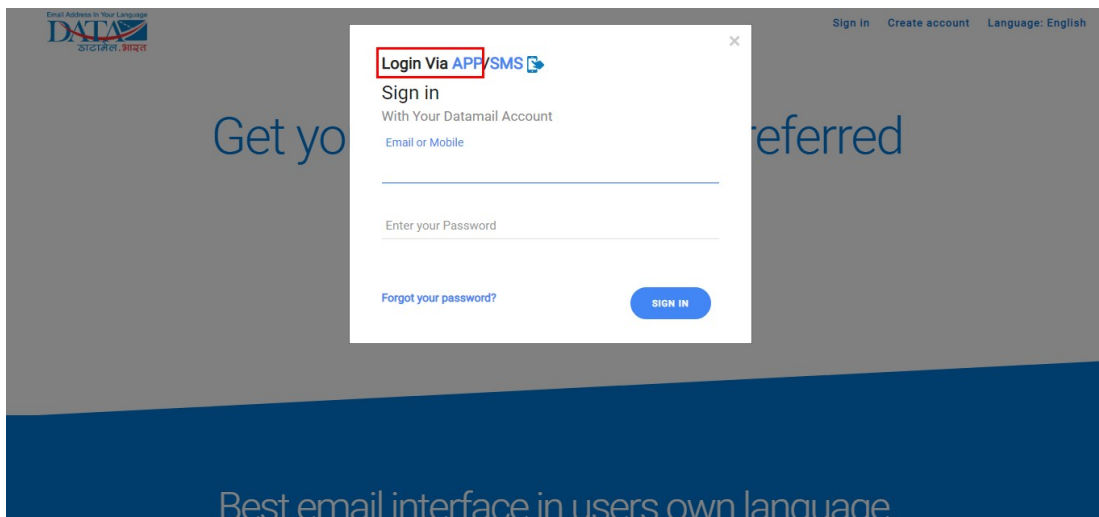 Email Address In Your Language
DATA
डाटामेल.भारत
Sign in Create account Language: English
×
Login Via APP/SMS
Sign in
With Your Datamail Account
Email or Mobile
Get yo
eferred
Enter your Password
Forgot your password?
SIGN IN
Best email interface in users own language